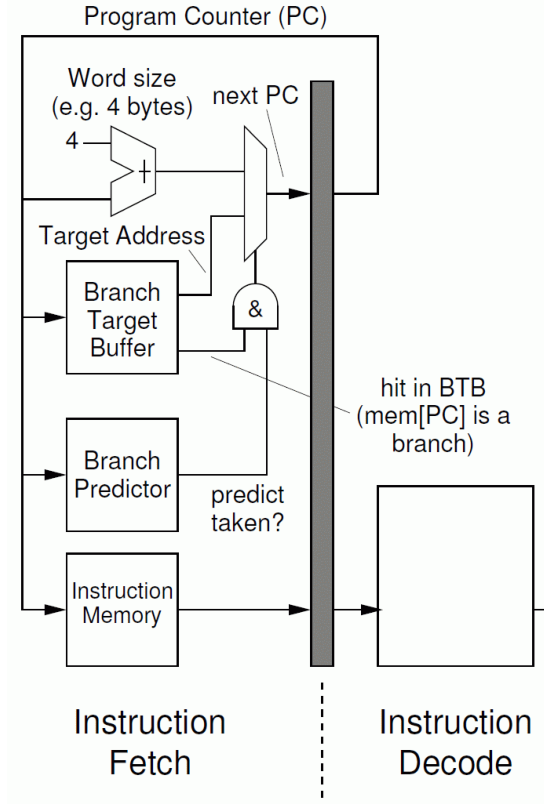 Program Counter (PC)
Word size
(e.g. 4 bytes)
next PC
4
+
Target Address
Branch
Target
Buffer
&
hit in BTB
(mem[PC] is a
branch)
Branch
Predictor
predict
taken?
Instruction
Memory
Instruction
Fetch
Instruction
Decode